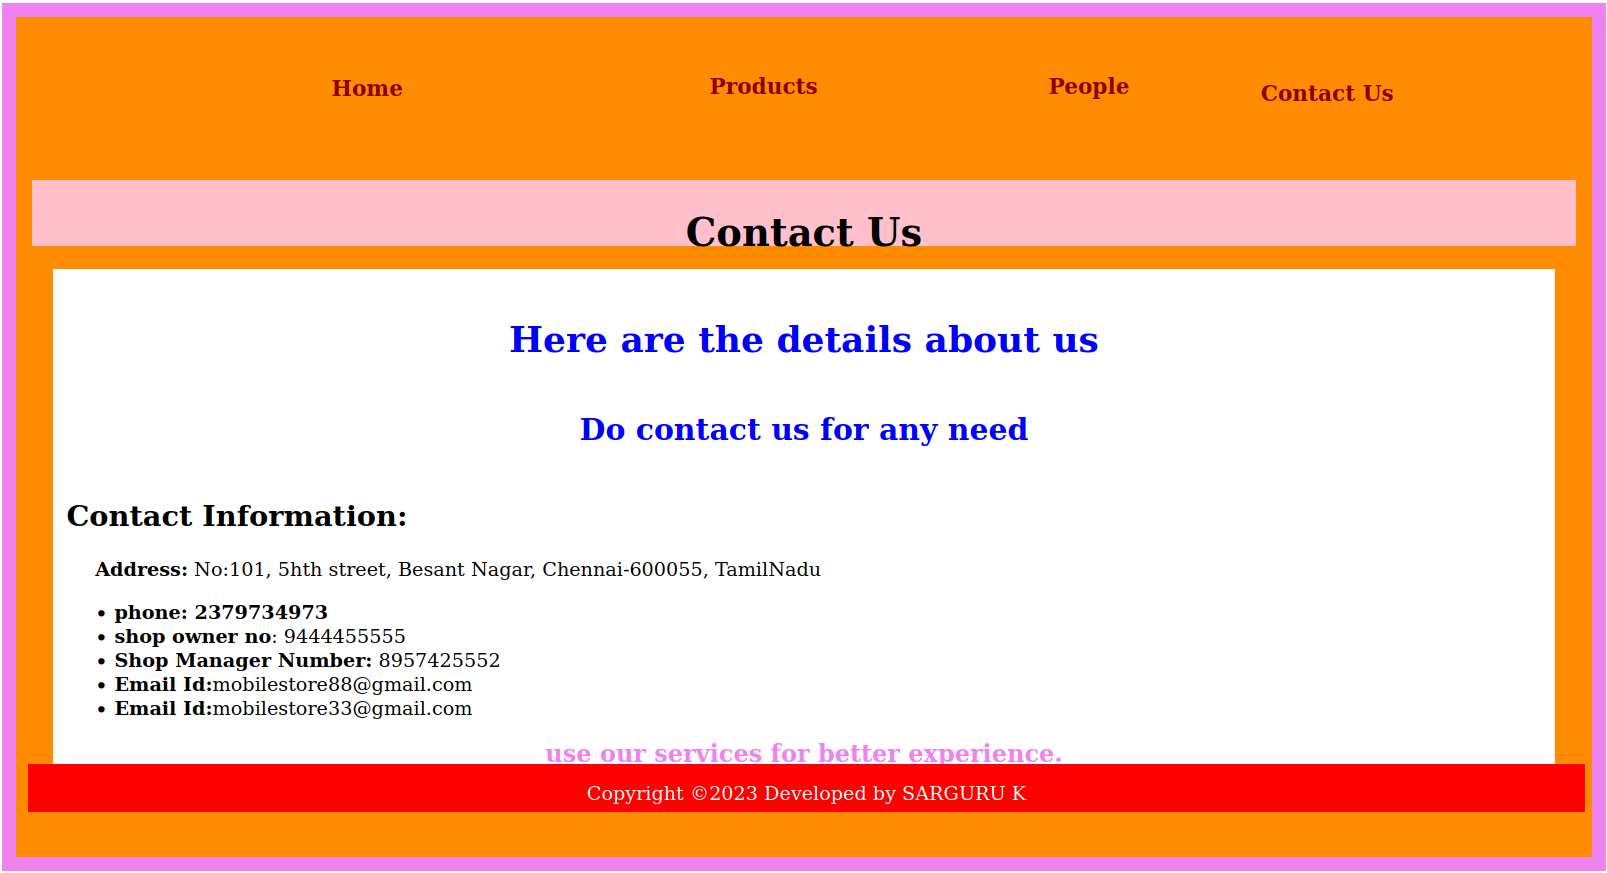 Home Products People Contact Us
Contact Us
Here are the details about us
Do contact us for any need
Contact Information:
Address: No:101, 5hth street, Besant Nagar, Chennai-600055, TamilNadu
• phone: 2379734973
• shop owner no: 9444455555
• Shop Manager Number: 8957425552
• Email Id:mobilestore88@gmail.com
• Email Id:mobilestore33@gmail.com
use our services for better experience.
Copyright ©2023 Developed by SARGURU K